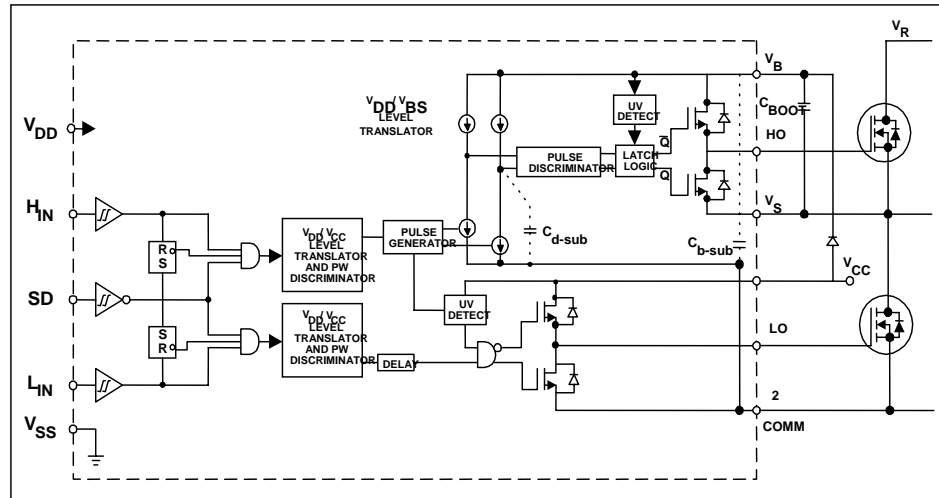 V_R
V_B
V_DD/V_BS
LEVEL
TRANSLATOR
UV
DETECT
C_BOOT
V_DD
HO
Q̅
PULSE
DISCRIMINATOR
LATCH
LOGIC
Q
H_IN
V_S
R
S
V_DD/V_CC
LEVEL
TRANSLATOR
AND PW
DISCRIMINATOR
PULSE
GENERATOR
C_d-sub
C_b-sub
V_CC
SD
UV
DETECT
V_DD/V_CC
LEVEL
TRANSLATOR
AND PW
DISCRIMINATOR
LO
S
R
DELAY
L_IN
2
V_SS
COMM